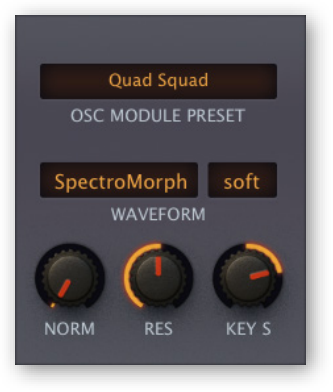 Quad Squad
OSC MODULE PRESET
SpectroMorph soft
WAVEFORM
NORM RES KEY S